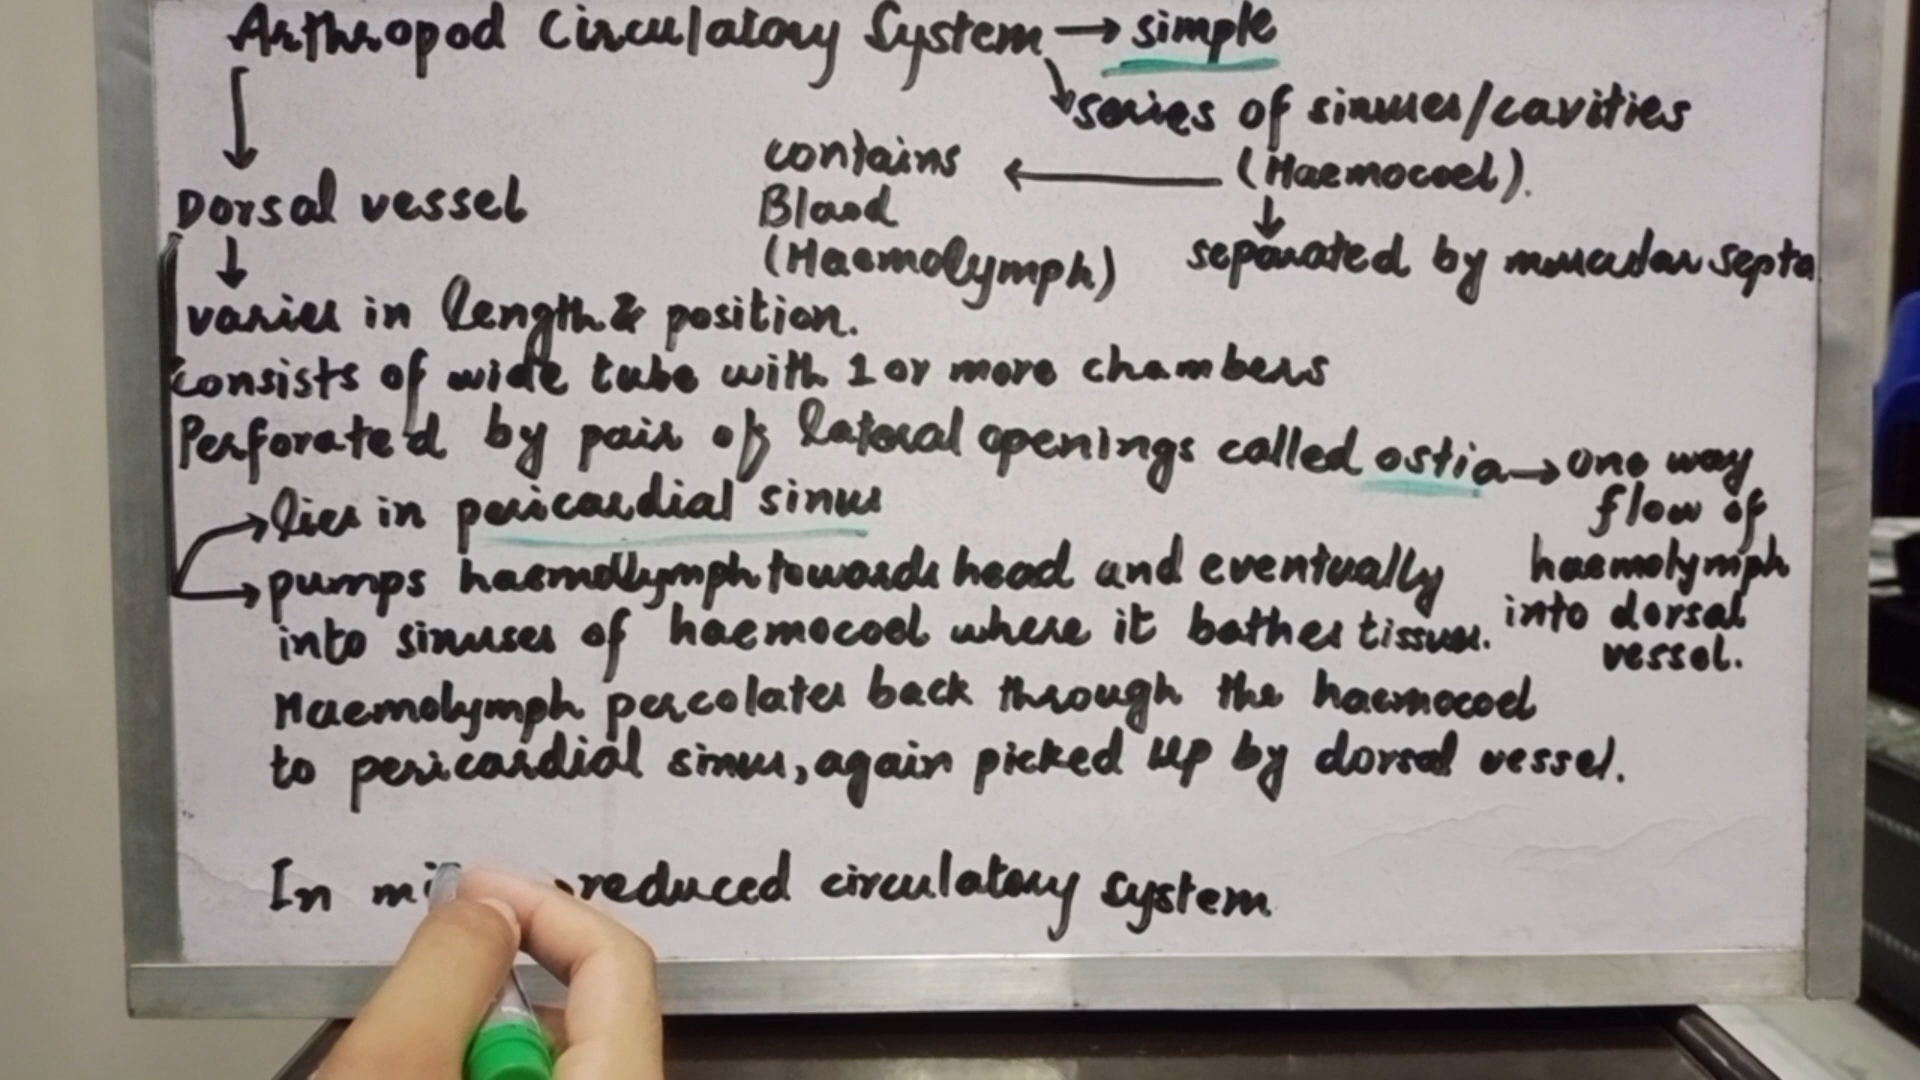 Arthropod Circulatory System → simple
series of sinuses/cavities
(Haemocoel).
contains
Blood
(Haemolymph)
separated by muscular septa
Dorsal vessel
varies in length & position.
consists of wide tube with 1 or more chambers
Perforated by pair of lateral openings called ostia → one way
flow of
haemolymph
into dorsal
vessel.
lies in pericardial sinus
pumps haemolymph towards head and eventually
into sinuses of haemocoel where it bathes tissues.
Haemolymph percolates back through the haemocoel
to pericardial sinus, again picked up by dorsal vessel.
In reduced circulatory system